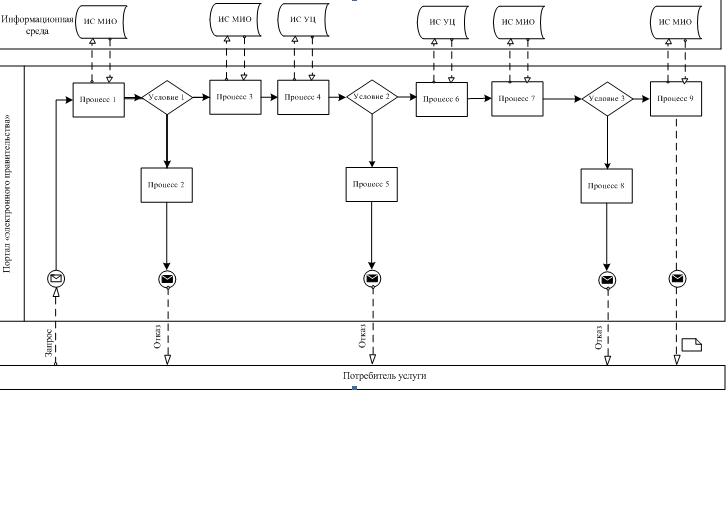 Информационная
среда
ИС МИО
ИС МИО
ИС УЦ
ИС УЦ
ИС МИО
ИС МИО
Портал «электронного правительства»
Процесс 1
Условие 1
Процесс 3
Процесс 4
Условие 2
Процесс 6
Процесс 7
Условие 3
Процесс 9
Процесс 2
Процесс 5
Процесс 8
Запрос
Отказ
Отказ
Отказ
Потребитель услуги